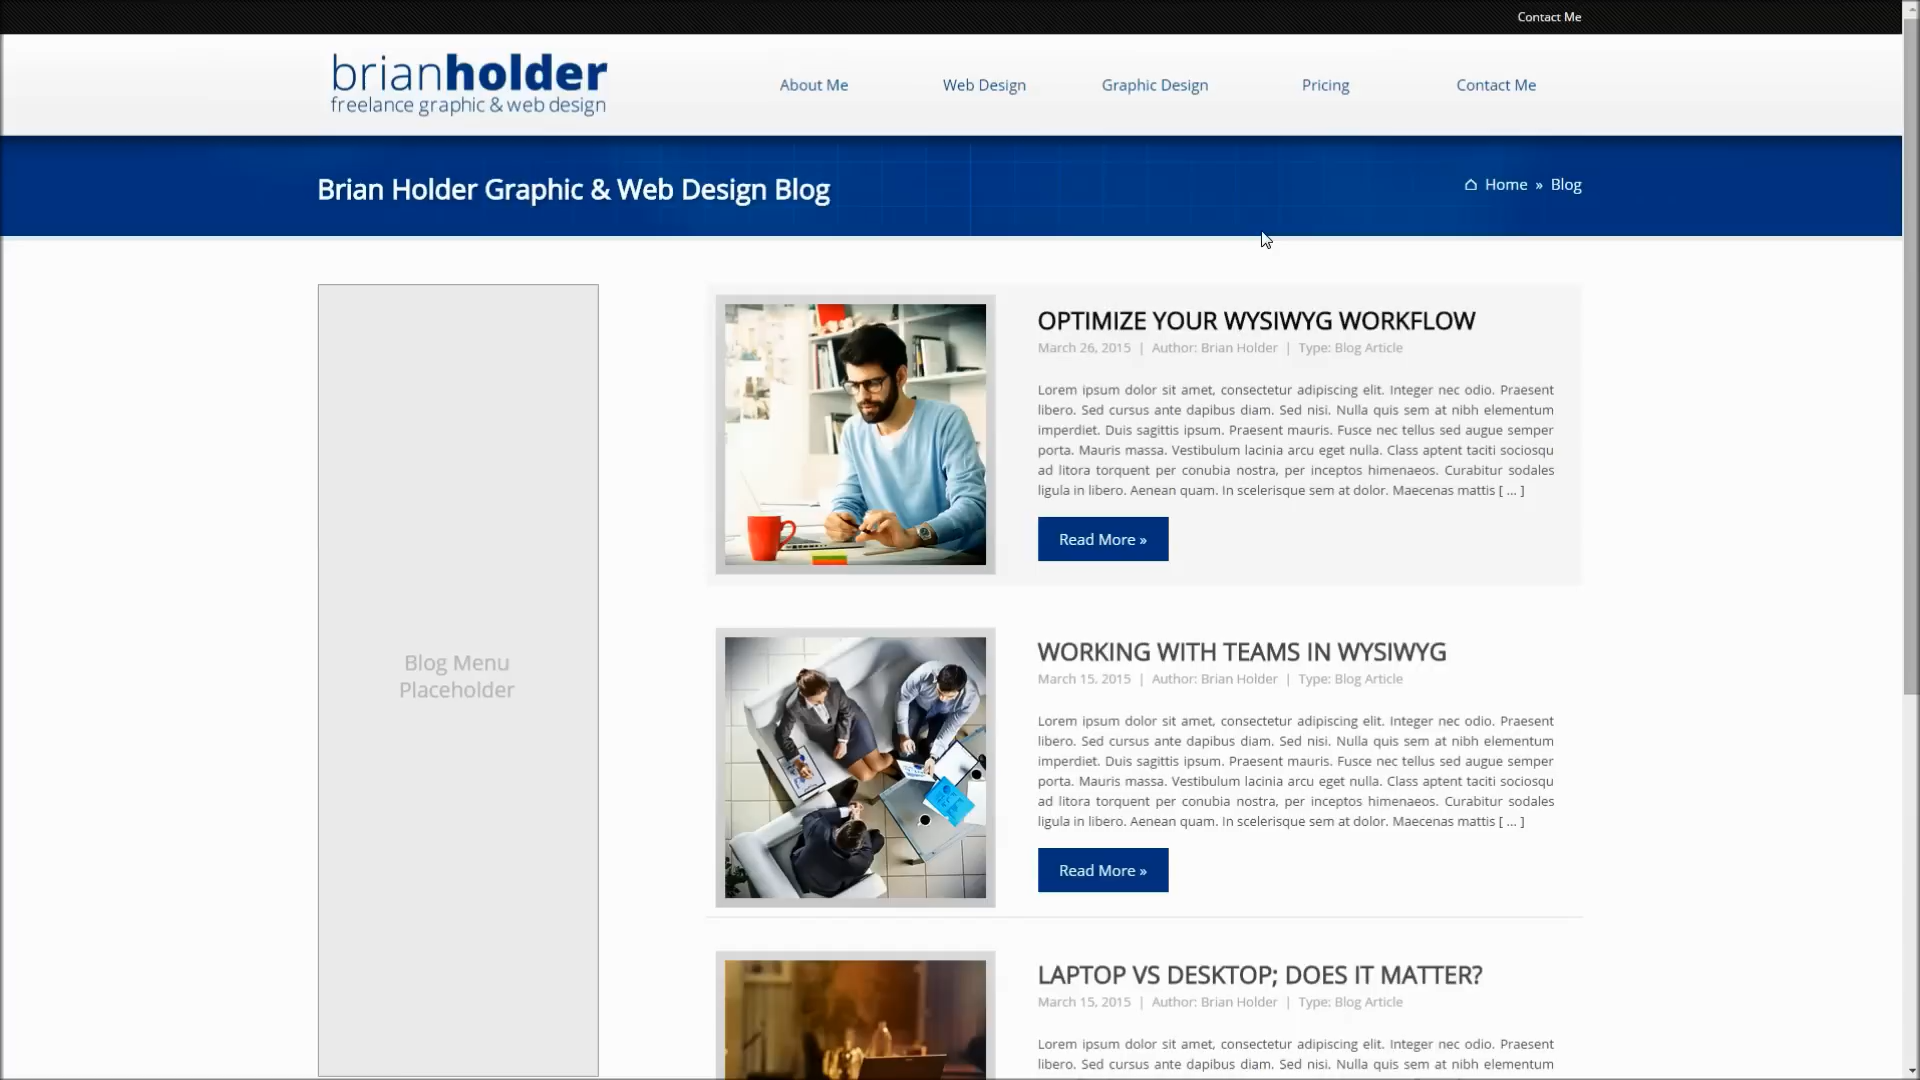 Contact Me
brianholder
freelance graphic & web design
About Me
Web Design
Graphic Design
Pricing
Contact Me
Brian Holder Graphic & Web Design Blog
Home » Blog
Blog Menu
Placeholder
OPTIMIZE YOUR WYSIWYG WORKFLOW
March 26, 2015 | Author: Brian Holder | Type: Blog Article
Lorem ipsum dolor sit amet, consectetur adipiscing elit. Integer nec odio. Praesent
libero. Sed cursus ante dapibus diam. Sed nisi. Nulla quis sem at nibh elementum
imperdiet. Duis sagittis ipsum. Praesent mauris. Fusce nec tellus sed augue semper
porta. Mauris massa. Vestibulum lacinia arcu eget nulla. Class aptent taciti sociosqu
ad litora torquent per conubia nostra, per inceptos himenaeos. Curabitur sodales
ligula in libero. Aenean quam. In scelerisque sem at dolor. Maecenas mattis [ ... ]
Read More »
WORKING WITH TEAMS IN WYSIWYG
March 15, 2015 | Author: Brian Holder | Type: Blog Article
Lorem ipsum dolor sit amet, consectetur adipiscing elit. Integer nec odio. Praesent
libero. Sed cursus ante dapibus diam. Sed nisi. Nulla quis sem at nibh elementum
imperdiet. Duis sagittis ipsum. Praesent mauris. Fusce nec tellus sed augue semper
porta. Mauris massa. Vestibulum lacinia arcu eget nulla. Class aptent taciti sociosqu
ad litora torquent per conubia nostra, per inceptos himenaeos. Curabitur sodales
ligula in libero. Aenean quam. In scelerisque sem at dolor. Maecenas mattis [ ... ]
Read More »
LAPTOP VS DESKTOP; DOES IT MATTER?
March 15, 2015 | Author: Brian Holder | Type: Blog Article
Lorem ipsum dolor sit amet, consectetur adipiscing elit. Integer nec odio. Praesent
libero. Sed cursus ante dapibus diam. Sed nisi. Nulla quis sem at nibh elementum